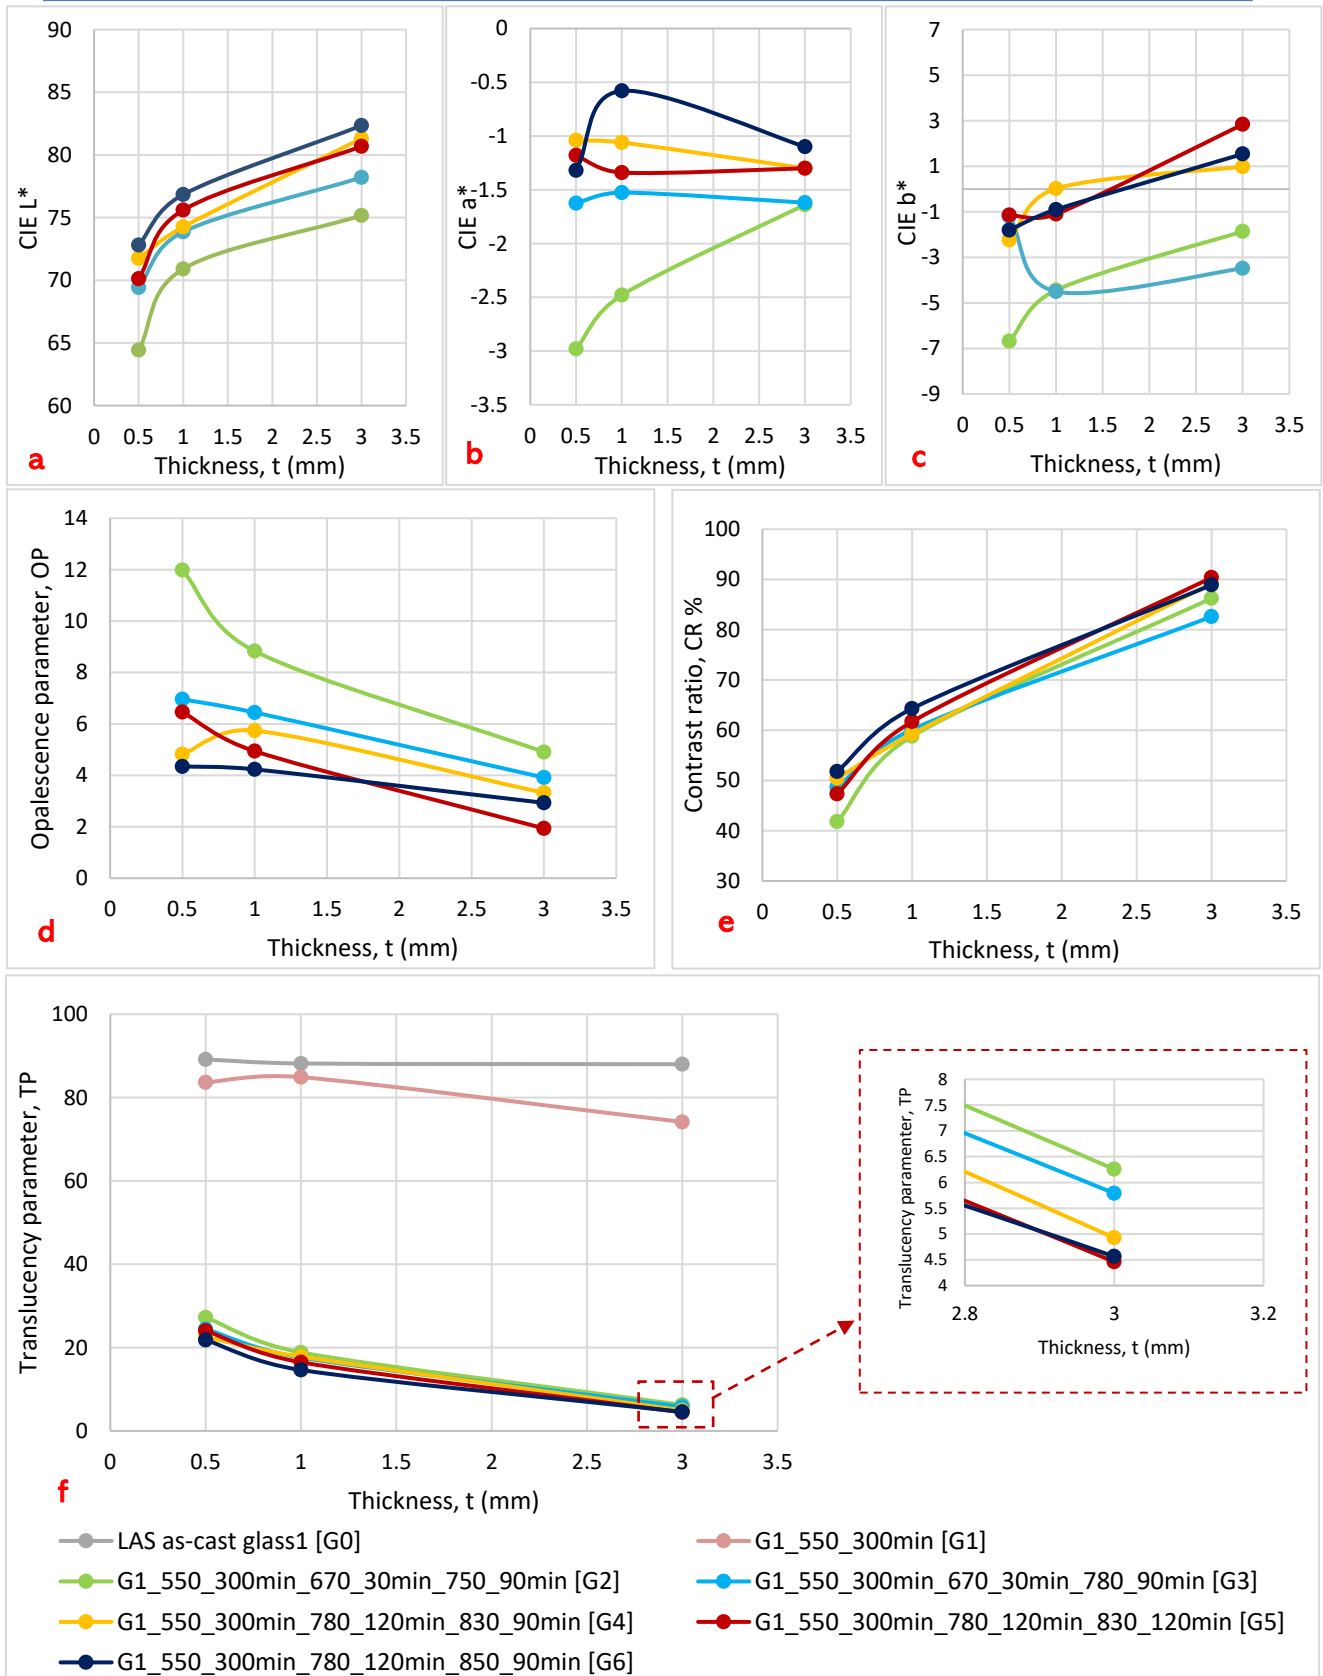 90
85
80
75
70
65
60
CIE L*
0 0.5 1 1.5 2 2.5 3 3.5
Thickness, t (mm)
a
0
-0.5
-1
-1.5
-2
-2.5
-3
-3.5
CIE a*
0 0.5 1 1.5 2 2.5 3 3.5
Thickness, t (mm)
b
7
5
3
1
-1
-3
-5
-7
-9
CIE b*
0 0.5 1 1.5 2 2.5 3 3.5
Thickness, t (mm)
c
14
12
10
8
6
4
2
0
Opalescence parameter, OP
0 0.5 1 1.5 2 2.5 3 3.5
Thickness, t (mm)
d
100
90
80
70
60
50
40
30
Contrast ratio, CR %
0 0.5 1 1.5 2 2.5 3 3.5
Thickness, t (mm)
e
100
80
60
40
20
0
Translucency parameter, TP
0 0.5 1 1.5 2 2.5 3 3.5
Thickness, t (mm)
f
8
7.5
7
6.5
6
5.5
5
4.5
4
Translucency paramenter, TP
2.8 3 3.2
Thickness, t (mm)
LAS as-cast glass1 [G0]
G1_550_300min [G1]
G1_550_300min_670_30min_750_90min [G2]
G1_550_300min_670_30min_780_90min [G3]
G1_550_300min_780_120min_830_90min [G4]
G1_550_300min_780_120min_830_120min [G5]
G1_550_300min_780_120min_850_90min [G6]